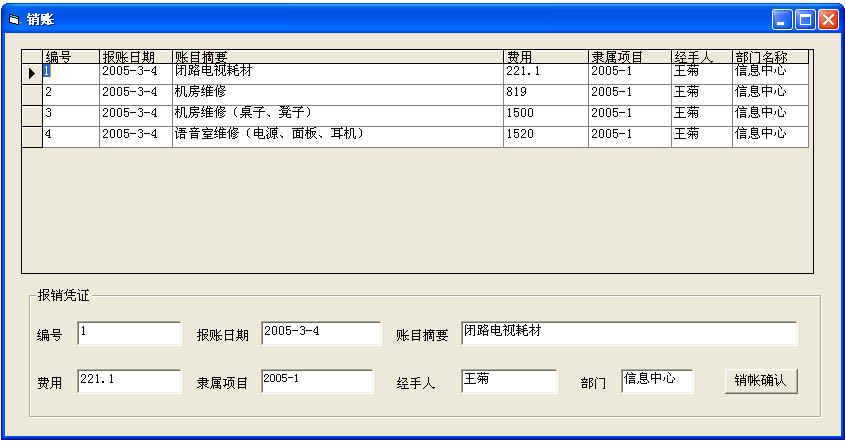 销账
编号 报账日期 账目摘要 费用 隶属项目 经手人 部门名称
1 2005-3-4 闭路电视耗材 221.1 2005-1 王菊 信息中心
2 2005-3-4 机房维修 819 2005-1 王菊 信息中心
3 2005-3-4 机房维修（桌子、凳子） 1500 2005-1 王菊 信息中心
4 2005-3-4 语音室维修（电源、面板、耳机） 1520 2005-1 王菊 信息中心
报销凭证
编号 1 报账日期 2005-3-4 账目摘要 闭路电视耗材
费用 221.1 隶属项目 2005-1 经手人 王菊 部门 信息中心 销帐确认